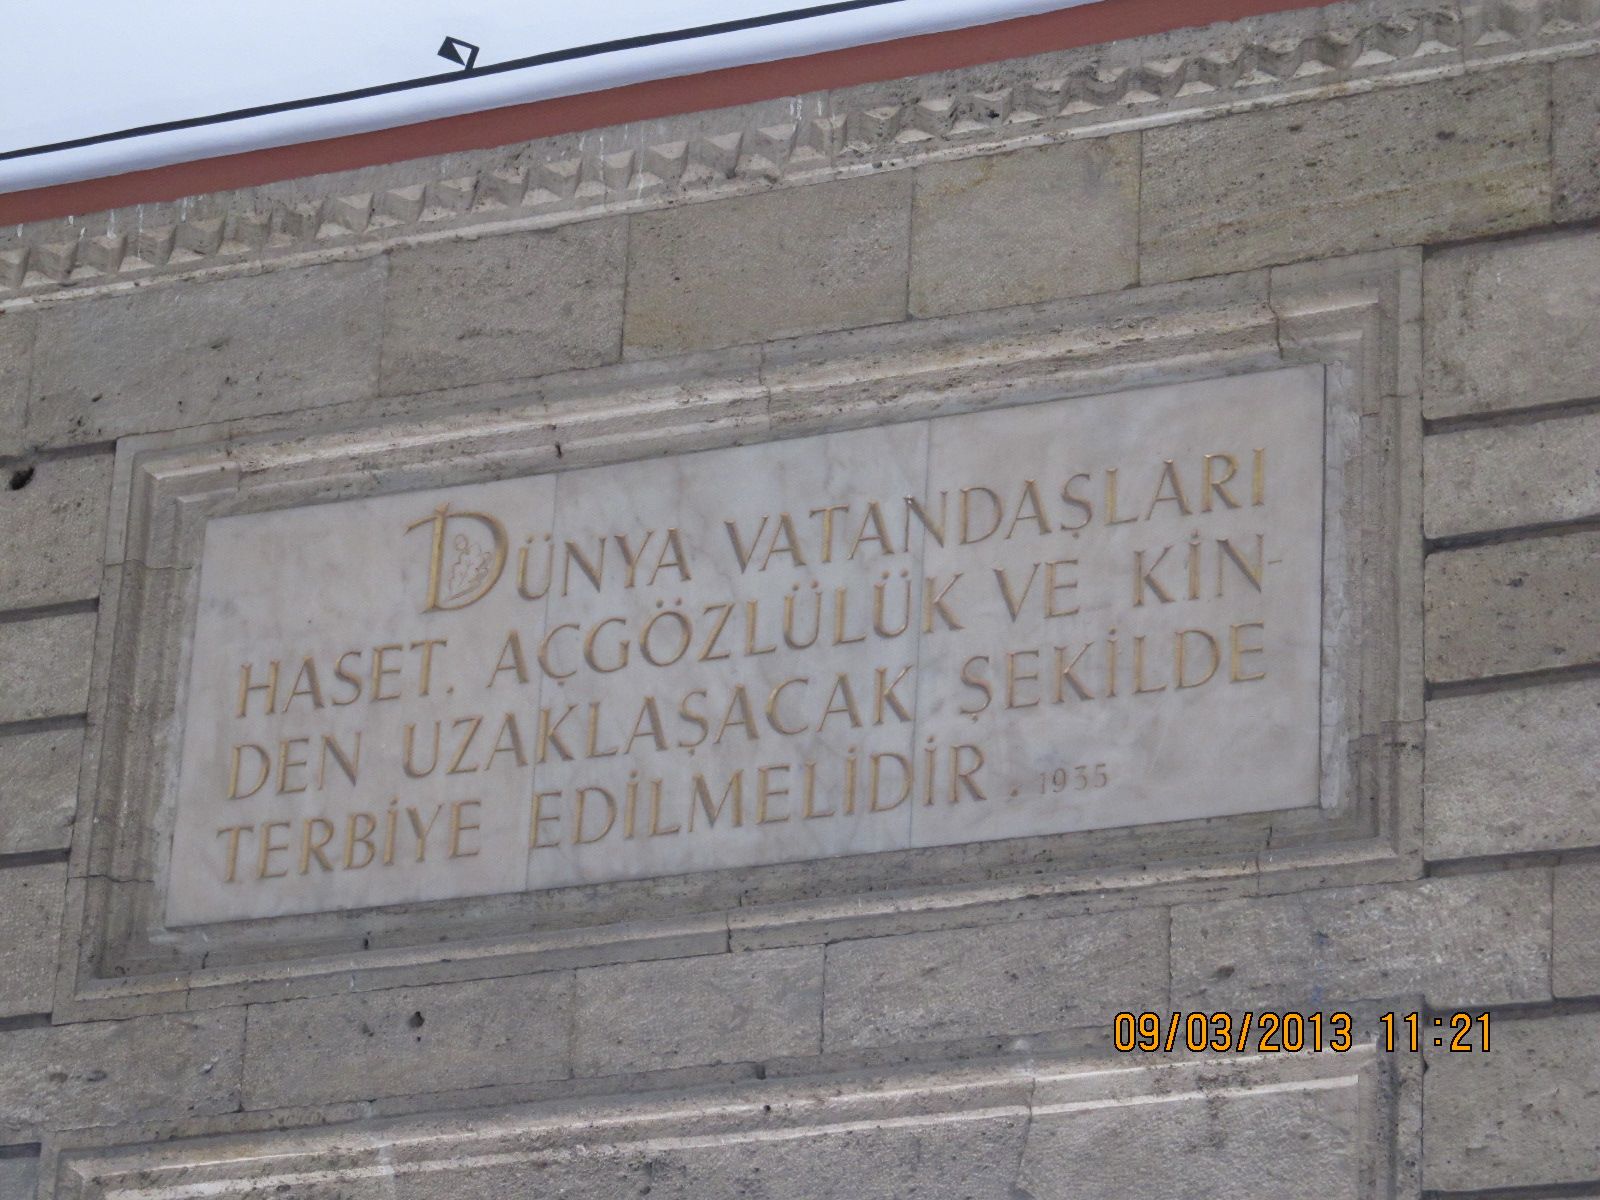 DÜNYA VATANDAŞLARI
HASET, AÇGÖZLÜLÜK VE KİN-
DEN UZAKLAŞACAK ŞEKİLDE
TERBİYE EDİLMELİDİR. 1935
09/03/2013 11:21